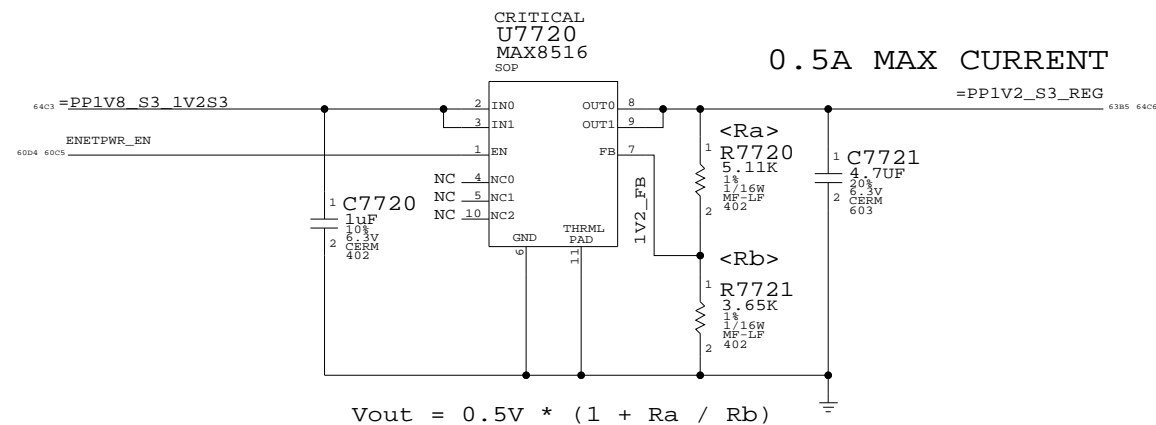 CRITICAL
U7720
MAX8516
SOP
0.5A MAX CURRENT
64C3 =PP1V8_S3_1V2S3
=PP1V2_S3_REG 63B5 64C6
2 IN0
OUT0 8
3 IN1
OUT1 9
ENETPWR_EN
60D4 60C5
1 EN
FB 7
NC 4 NC0
NC 5 NC1
NC 10 NC2
GND
THRML
PAD
6
11
1V2_FB
<Ra>
1 R7720
5.11K
1%
1/16W
MF-LF
2 402
1 C7721
4.7UF
20%
6.3V
2 CERM
603
1 C7720
1uF
10%
6.3V
2 CERM
402
<Rb>
1 R7721
3.65K
1%
1/16W
MF-LF
2 402
Vout = 0.5V * (1 + Ra / Rb)